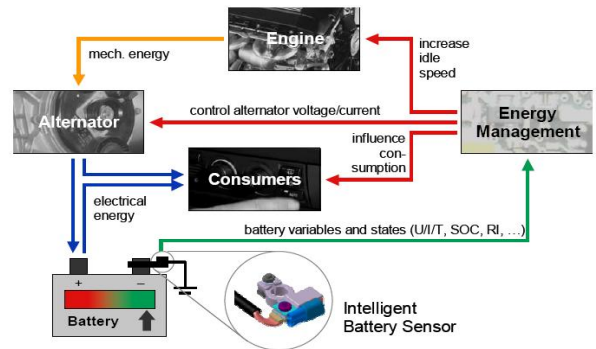 Engine
mech. energy
increase
idle
speed
Alternator
control alternator voltage/current
Energy
Management
influence
con-
sumption
Consumers
electrical
energy
battery variables and states (U/I/T, SOC, RI, ...)
+ –
Battery
Intelligent
Battery Sensor